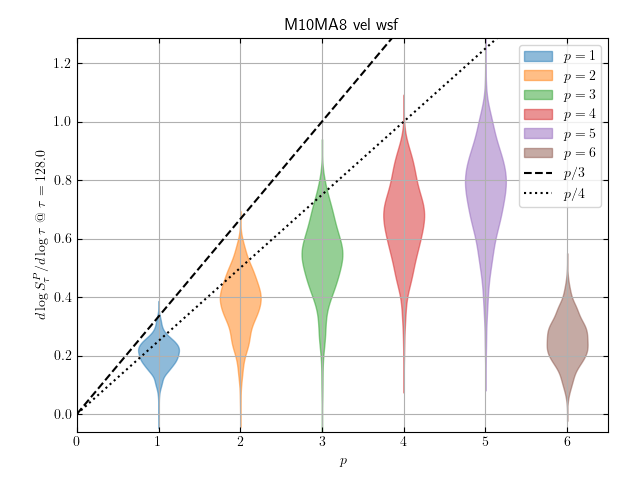 M10MA8 vel wsf
d log S_τ^P / d log τ @ τ = 128.0
1.2
1.0
0.8
0.6
0.4
0.2
0.0
0 1 2 3 4 5 6
p
p = 1
p = 2
p = 3
p = 4
p = 5
p = 6
p/3
p/4